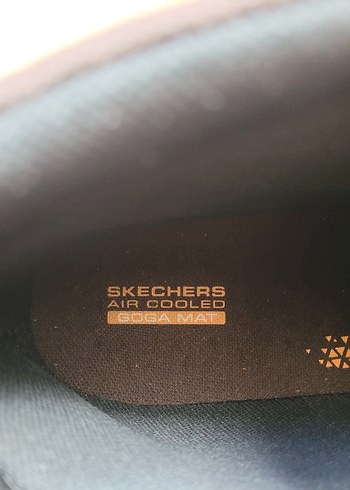 SKECHERS
AIR COOLED
GOGA MAT